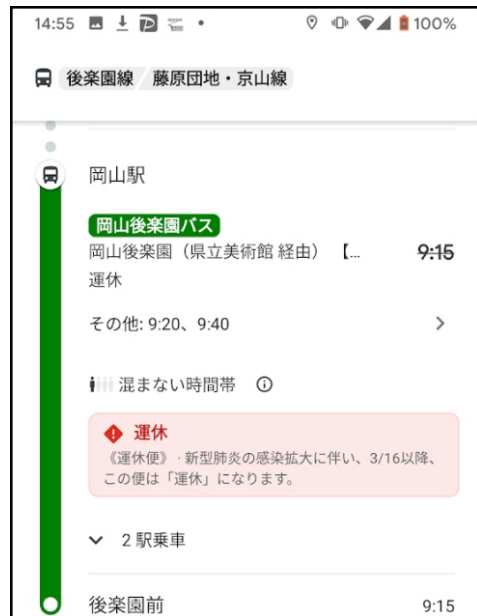 14:55 100%
後楽園線 藤原団地・京山線
岡山駅
岡山後楽園バス
岡山後楽園（県立美術館 経由） 【... 9:15
運休
その他: 9:20、9:40
混まない時間帯
運休
《運休便》 · 新型肺炎の感染拡大に伴い、3/16以降、
この便は「運休」になります。
2 駅乗車
後楽園前 9:15